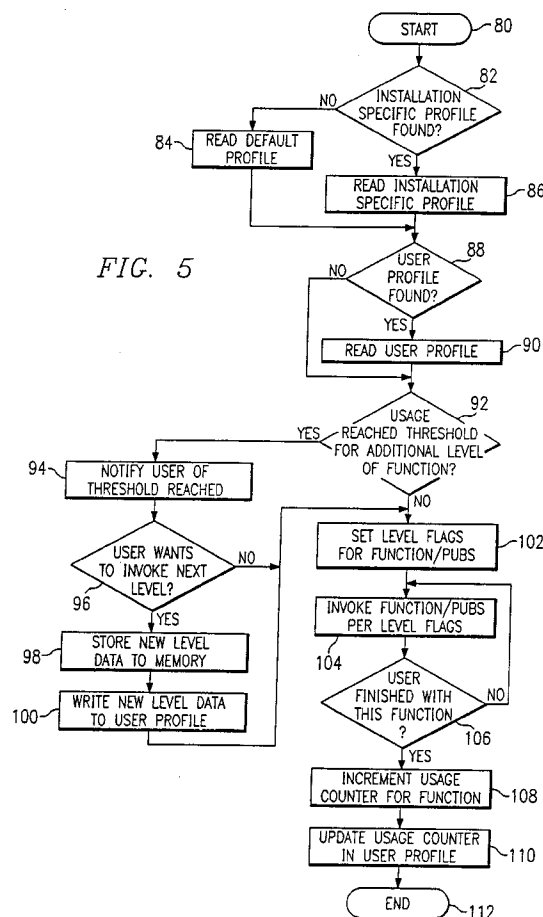 START
80
82
INSTALLATION
SPECIFIC PROFILE
FOUND?
NO
84
READ DEFAULT
PROFILE
YES
READ INSTALLATION
SPECIFIC PROFILE
86
FIG. 5
88
USER
PROFILE
FOUND?
NO
YES
READ USER PROFILE
90
92
USAGE
REACHED THRESHOLD
FOR ADDITIONAL LEVEL
OF FUNCTION?
YES
94
NOTIFY USER OF
THRESHOLD REACHED
NO
USER WANTS
TO INVOKE NEXT
LEVEL?
NO
96
YES
SET LEVEL FLAGS
FOR FUNCTION/PUBS
102
98
STORE NEW LEVEL
DATA TO MEMORY
INVOKE FUNCTION/PUBS
PER LEVEL FLAGS
104
100
WRITE NEW LEVEL DATA
TO USER PROFILE
USER
FINISHED WITH
THIS FUNCTION
?
NO
106
YES
INCREMENT USAGE
COUNTER FOR FUNCTION
108
UPDATE USAGE COUNTER
IN USER PROFILE
110
END
112